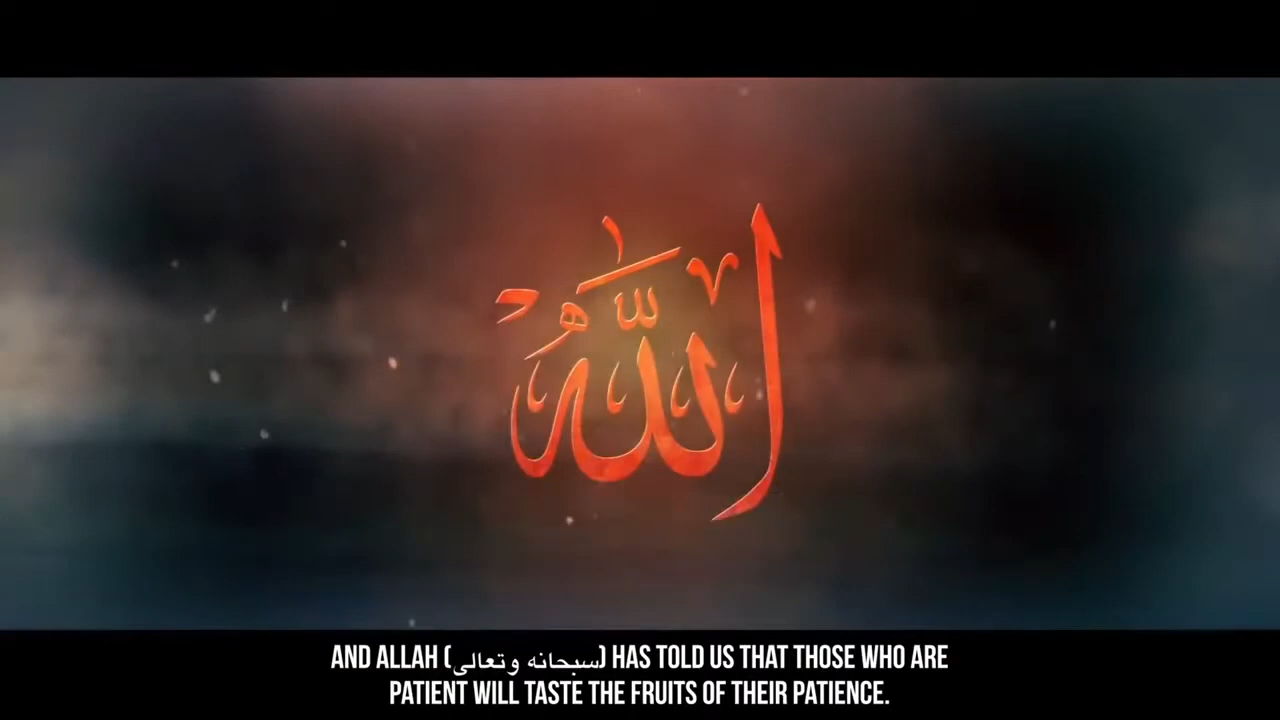 الله
AND ALLAH (سبحانه وتعالى) HAS TOLD US THAT THOSE WHO ARE
PATIENT WILL TASTE THE FRUITS OF THEIR PATIENCE.